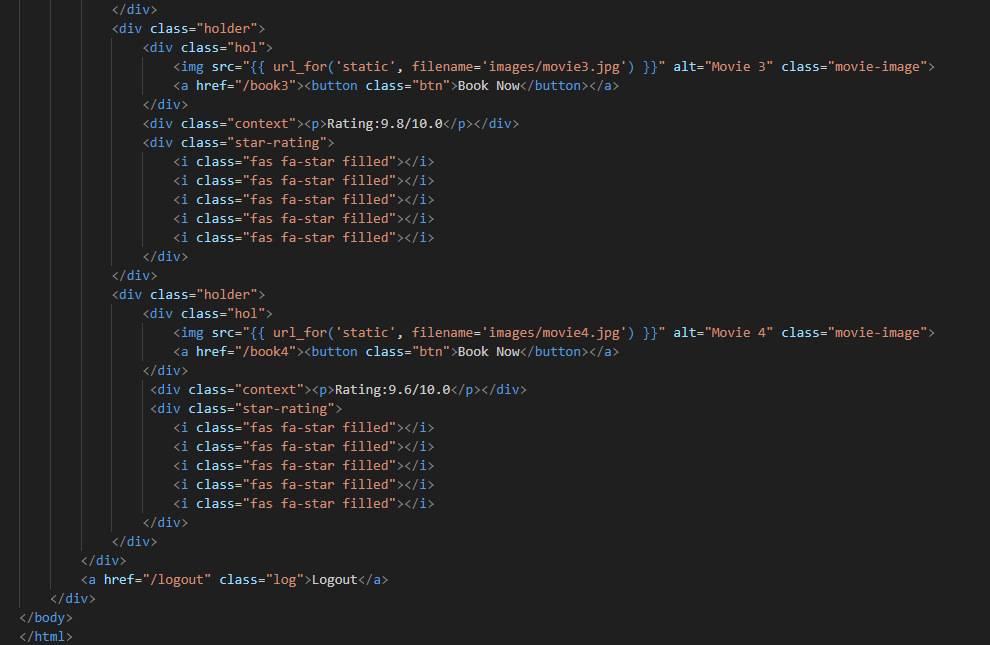 </div>
<div class="holder">
<div class="hol">
<img src="{{ url_for('static', filename='images/movie3.jpg') }}" alt="Movie 3" class="movie-image">
<a href="/book3"><button class="btn">Book Now</button></a>
</div>
<div class="context"><p>Rating:9.8/10.0</p></div>
<div class="star-rating">
<i class="fas fa-star filled"></i>
<i class="fas fa-star filled"></i>
<i class="fas fa-star filled"></i>
<i class="fas fa-star filled"></i>
<i class="fas fa-star filled"></i>
</div>
</div>
<div class="holder">
<div class="hol">
<img src="{{ url_for('static', filename='images/movie4.jpg') }}" alt="Movie 4" class="movie-image">
<a href="/book4"><button class="btn">Book Now</button></a>
</div>
<div class="context"><p>Rating:9.6/10.0</p></div>
<div class="star-rating">
<i class="fas fa-star filled"></i>
<i class="fas fa-star filled"></i>
<i class="fas fa-star filled"></i>
<i class="fas fa-star filled"></i>
<i class="fas fa-star filled"></i>
</div>
</div>
</div>
<a href="/logout" class="log">Logout</a>
</div>
</body>
</html>